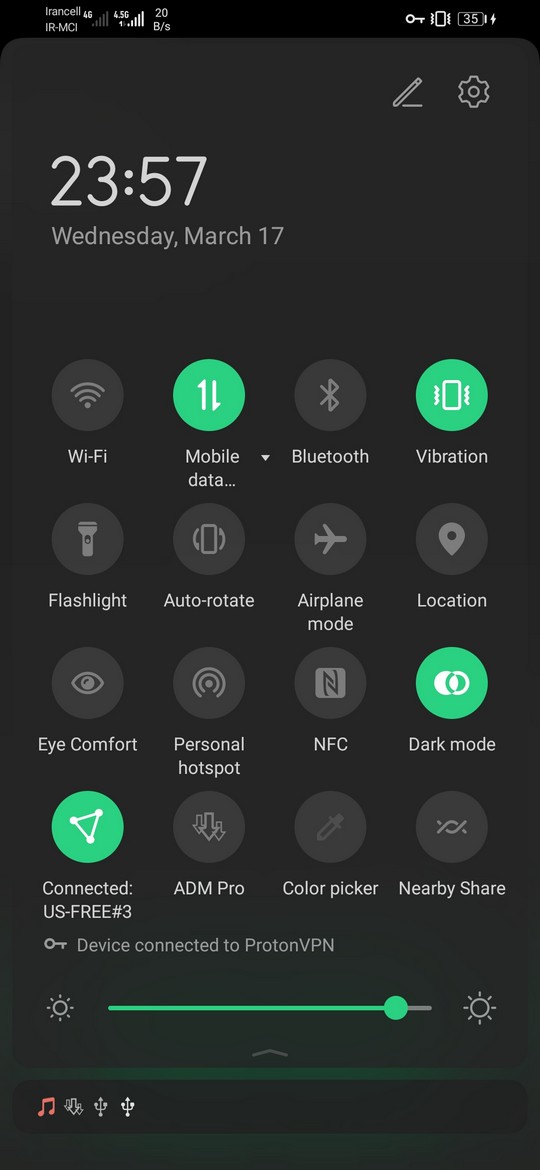 Irancell 4G 4.5G 20
IR-MCI B/s 35
23:57
Wednesday, March 17
Wi-Fi Mobile data... Bluetooth Vibration
Flashlight Auto-rotate Airplane mode Location
Eye Comfort Personal hotspot NFC Dark mode
Connected: US-FREE#3 ADM Pro Color picker Nearby Share
Device connected to ProtonVPN